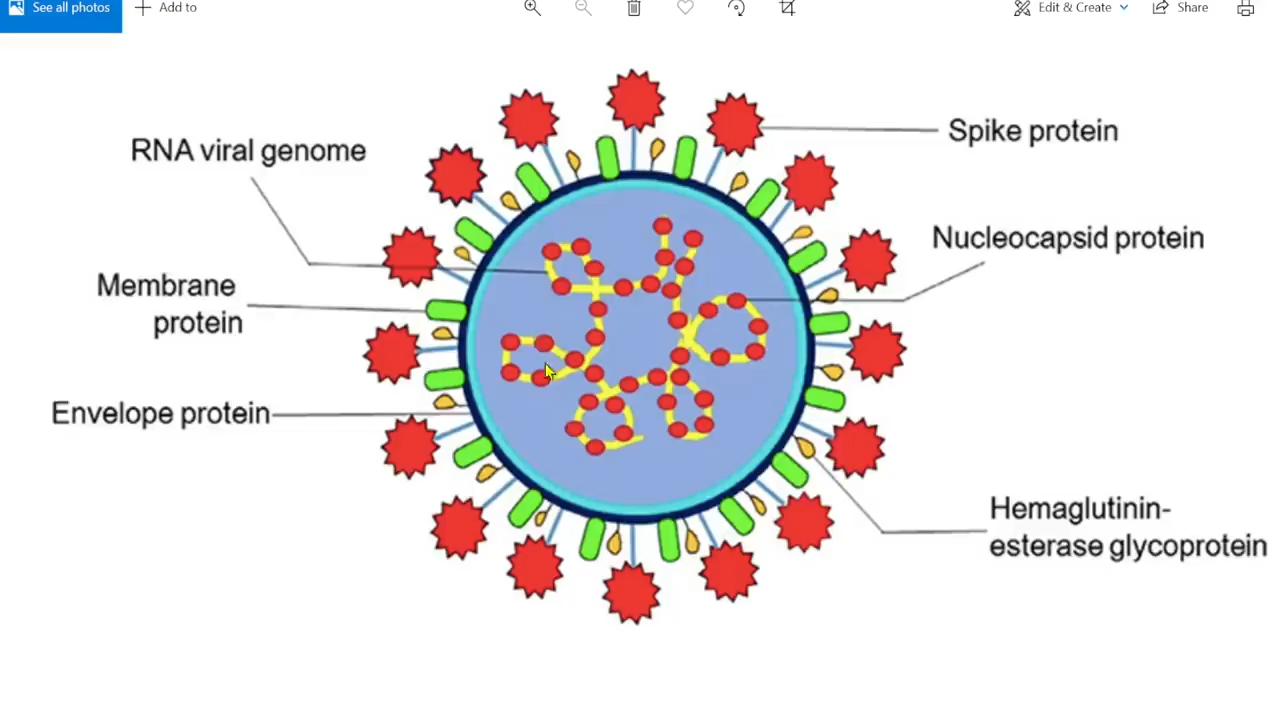 See all photos
Add to
Edit & Create
Share
RNA viral genome
Spike protein
Nucleocapsid protein
Membrane
protein
Envelope protein
Hemaglutinin-
esterase glycoprotein